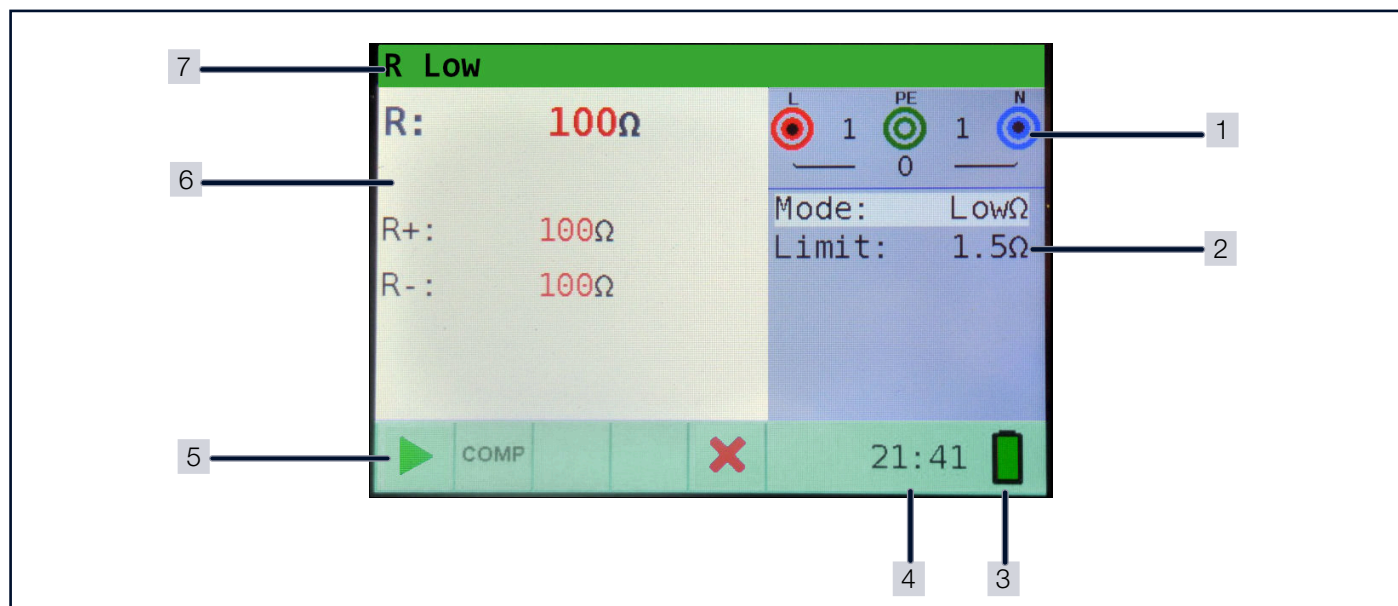 7
R Low
R: 100Ω
L PE N
1 1
0
1
6
Mode: LowΩ
R+: 100Ω
Limit: 1.5Ω
2
R-: 100Ω
5
COMP
21:41
4
3